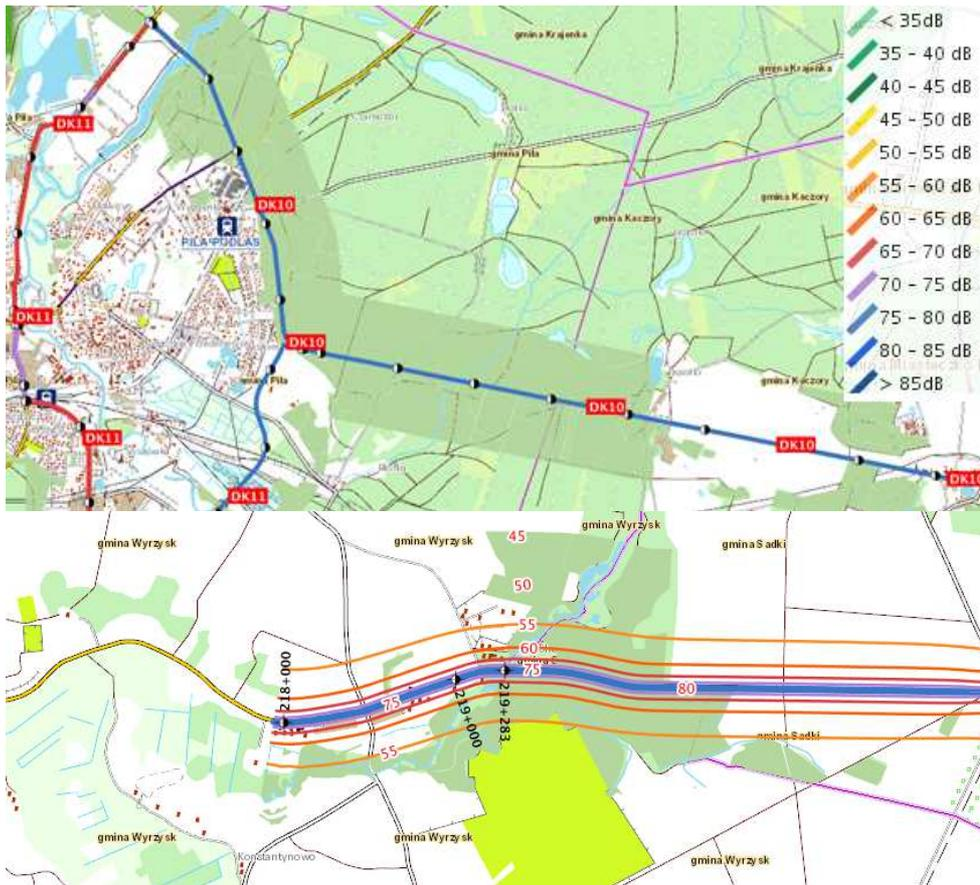 < 35dB
35 - 40 dB
40 - 45 dB
45 - 50 dB
50 - 55 dB
55 - 60 dB
60 - 65 dB
65 - 70 dB
70 - 75 dB
75 - 80 dB
80 - 85 dB
> 85dB
gmina Krajenka
gmina Krajenka
DK11
gmina Piła
gmina Kaczory
DK10
gmina Kaczory
DK11
DK10
gmina Kaczory
DK10
DK11
DK10
DK11
DK10
gmina Wyrzysk
gmina Wyrzysk
gmina Wyrzysk
45
gmina Sadki
50
55
60
75
218+000
80
75
219+000
219+283
55
gmina Sadki
gmina Wyrzysk
gmina Wyrzysk
Konstantynowo
gmina Wyrzysk